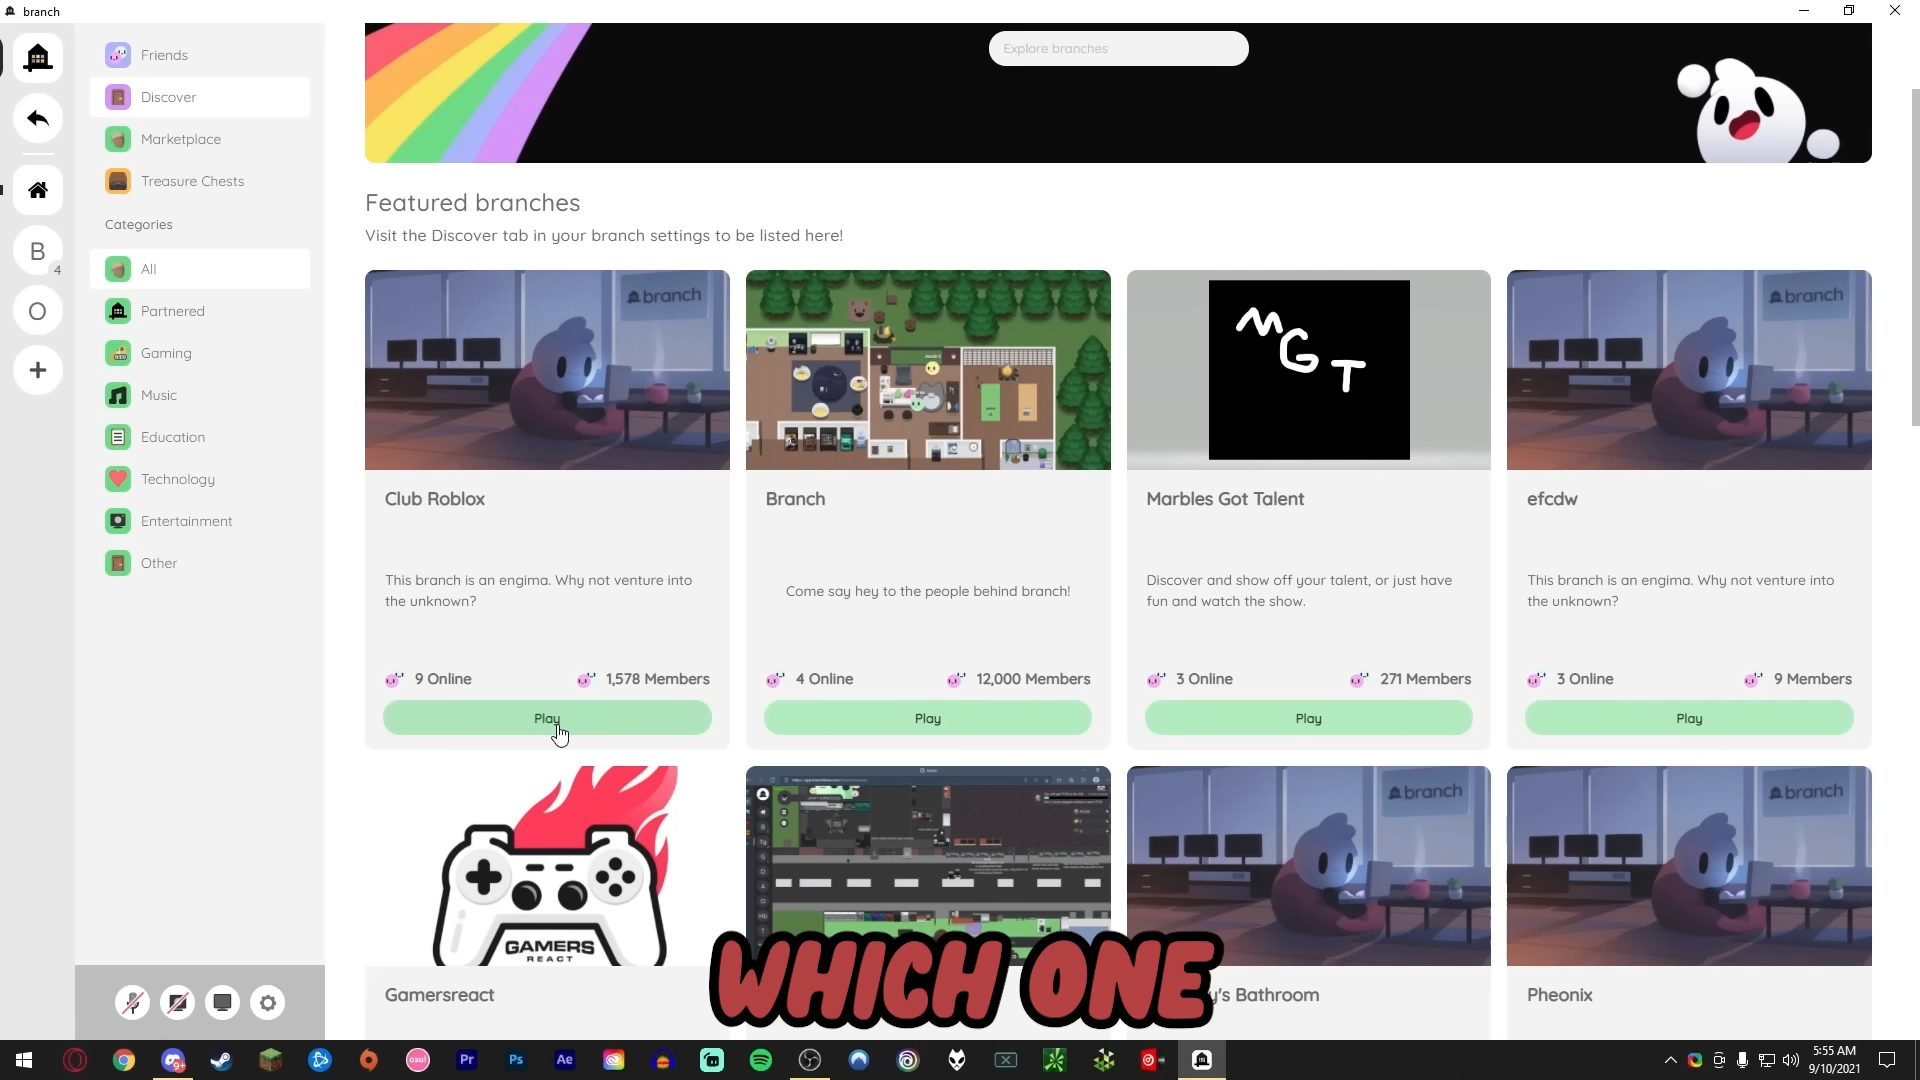 branch
Friends
Discover
Marketplace
Treasure Chests
Categories
All
Partnered
Gaming
Music
Education
Technology
Entertainment
Other
B
4
O
Explore branches
Featured branches
Visit the Discover tab in your branch settings to be listed here!
branch
MGT
branch
Club Roblox
Branch
Marbles Got Talent
efcdw
This branch is an engima. Why not venture into
the unknown?
Come say hey to the people behind branch!
Discover and show off your talent, or just have
fun and watch the show.
This branch is an engima. Why not venture into
the unknown?
9 Online
1,578 Members
4 Online
12,000 Members
3 Online
271 Members
3 Online
9 Members
Play
Play
Play
Play
GAMERS
REACT
branch
branch
WHICH ONE
Gamersreact
y's Bathroom
Pheonix
9+
osu!
Pr
Ps
Ae
5:55 AM
9/10/2021